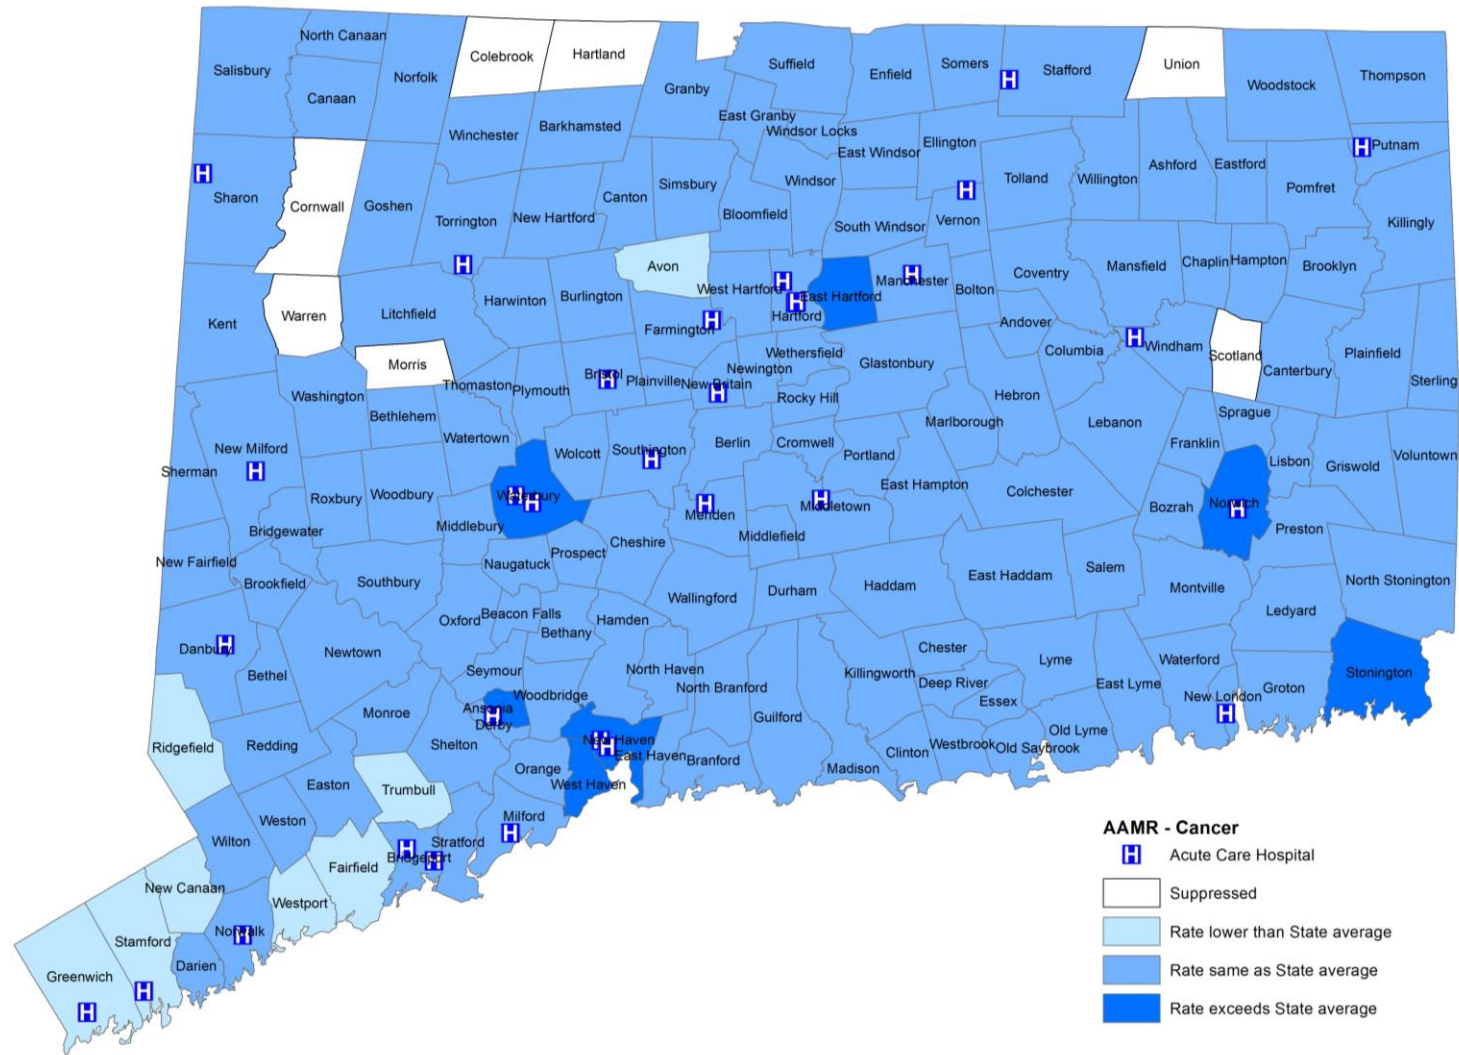 North Canaan
Colebrook
Hartland
Salisbury
Norfolk
Canaan
Granby
Suffield
Enfield
Somers
Stafford
Union
Woodstock
Thompson
Winchester
Barkhamsted
East Granby
Windsor Locks
East Windsor
Ellington
Putnam
H
H
H
Sharon
Cornwall
Goshen
Torrington
New Hartford
Canton
Simsbury
Bloomfield
Windsor
South Windsor
Vernon
H
Tolland
Willington
Ashford
Eastford
Pomfret
Killingly
H
Avon
West Hartford
H
H
Hartford
East Hartford
Manchester
H
Bolton
Coventry
Mansfield
Chaplin
Hampton
Brooklyn
Kent
Warren
Litchfield
Harwinton
Burlington
Farmington
H
Andover
Columbia
H
Windham
Scotland
Canterbury
Plainfield
Sterling
Morris
Thomaston
Plymouth
Bristol
H
Plainville
New Britain
H
Newington
Wethersfield
Rocky Hill
Glastonbury
Hebron
Marlborough
Lebanon
Sprague
Franklin
Washington
Bethlehem
Watertown
Wolcott
Southington
H
Berlin
Cromwell
Portland
East Hampton
Colchester
Bozrah
Norwich
H
Lisbon
Griswold
Voluntown
New Milford
H
Sherman
Roxbury
Woodbury
Waterbury
H
H
Meriden
H
Middletown
H
Middlefield
Preston
Bridgewater
Middlebury
Naugatuck
Prospect
Cheshire
New Fairfield
Brookfield
Southbury
Wallingford
Durham
Haddam
East Haddam
Salem
Montville
Ledyard
North Stonington
Oxford
Beacon Falls
Bethany
Hamden
Danbury
H
Bethel
Newtown
Seymour
Woodbridge
North Haven
North Branford
Guilford
Killingworth
Chester
Deep River
Essex
Lyme
East Lyme
Waterford
New London
H
Groton
Stonington
Ansonia
H
Derby
Monroe
Shelton
Ridgefield
Redding
Easton
Trumbull
Orange
New Haven
H
H
East Haven
West Haven
Branford
Madison
Clinton
Westbrook
Old Saybrook
Old Lyme
Milford
H
Stratford
Bridgeport
H
H
Weston
Wilton
Fairfield
Westport
New Canaan
Norwalk
H
Stamford
H
Darien
Greenwich
H
AAMR - Cancer
H Acute Care Hospital
Suppressed
Rate lower than State average
Rate same as State average
Rate exceeds State average